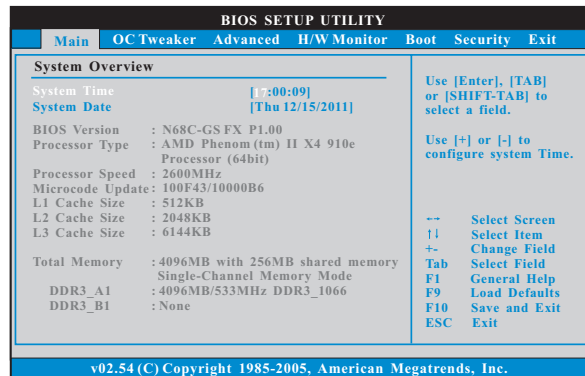 BIOS SETUP UTILITY
Main OC Tweaker Advanced H/W Monitor Boot Security Exit
System Overview
System Time [17:00:09]
System Date [Thu 12/15/2011]
BIOS Version : N68C-GS FX P1.00
Processor Type : AMD Phenom (tm) II X4 910e
Processor (64bit)
Processor Speed : 2600MHz
Microcode Update : 100F43/10000B6
L1 Cache Size : 512KB
L2 Cache Size : 2048KB
L3 Cache Size : 6144KB
Total Memory : 4096MB with 256MB shared memory
Single-Channel Memory Mode
DDR3_A1 : 4096MB/533MHz DDR3_1066
DDR3_B1 : None
Use [Enter], [TAB]
or [SHIFT-TAB] to
select a field.
Use [+] or [-] to
configure system Time.
←→ Select Screen
↑↓ Select Item
+- Change Field
Tab Select Field
F1 General Help
F9 Load Defaults
F10 Save and Exit
ESC Exit
v02.54 (C) Copyright 1985-2005, American Megatrends, Inc.